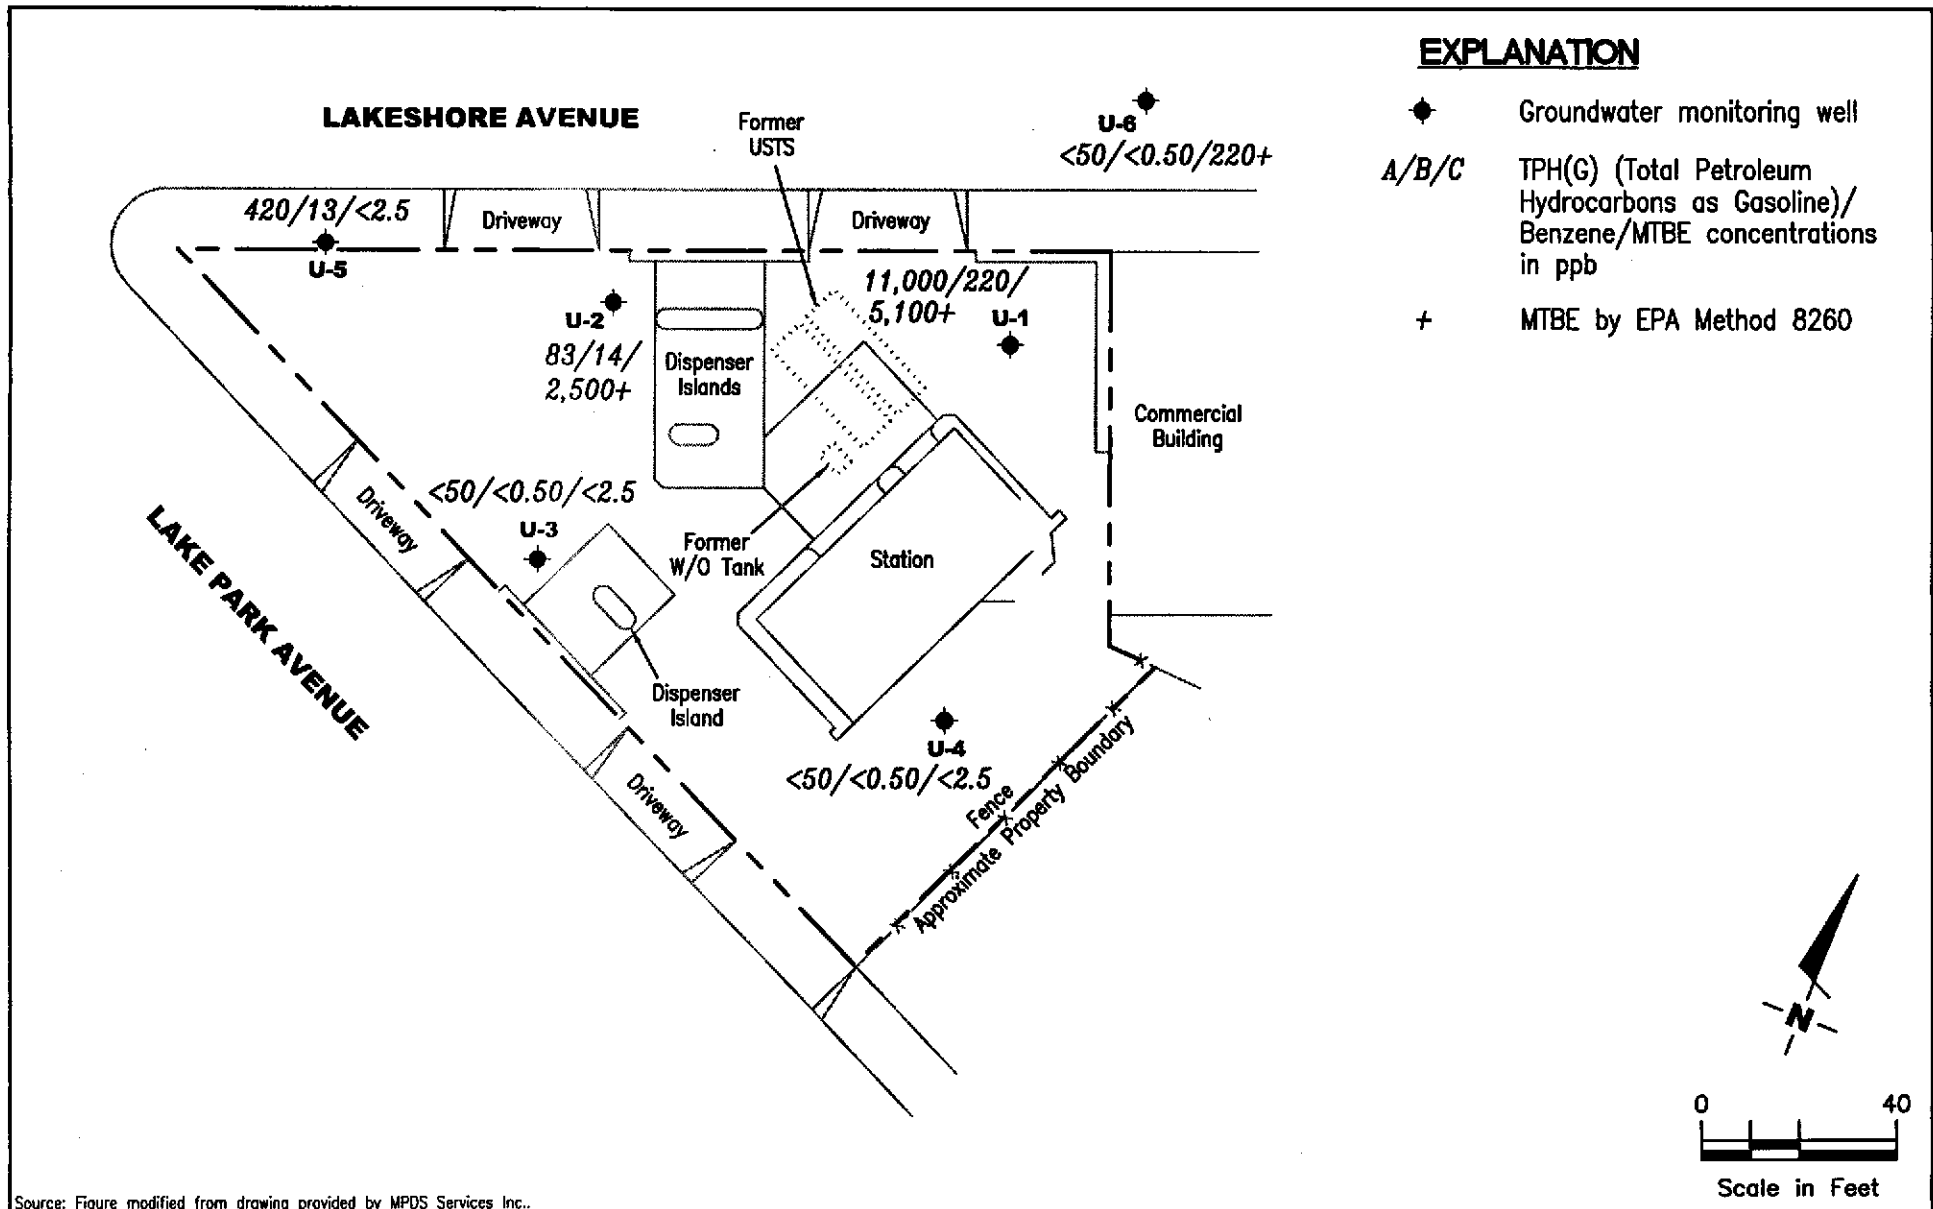 EXPLANATION
Groundwater monitoring well
A/B/C TPH(G) (Total Petroleum
Hydrocarbons as Gasoline)/
Benzene/MTBE concentrations
in ppb
+ MTBE by EPA Method 8260
LAKESHORE AVENUE
Former
USTS
U-6
<50/<0.50/220+
420/13/<2.5
U-5
Driveway
Driveway
11,000/220/
5,100+
U-1
U-2
83/14/
2,500+
Dispenser
Islands
Commercial
Building
<50/<0.50/<2.5
U-3
Driveway
LAKE PARK AVENUE
Former
W/O Tank
Station
Dispenser
Island
U-4
<50/<0.50/<2.5
Driveway
Fence
Approximate Property Boundary
N
0 40
Scale in Feet
Source: Figure modified from drawing provided by MPDS Services Inc..